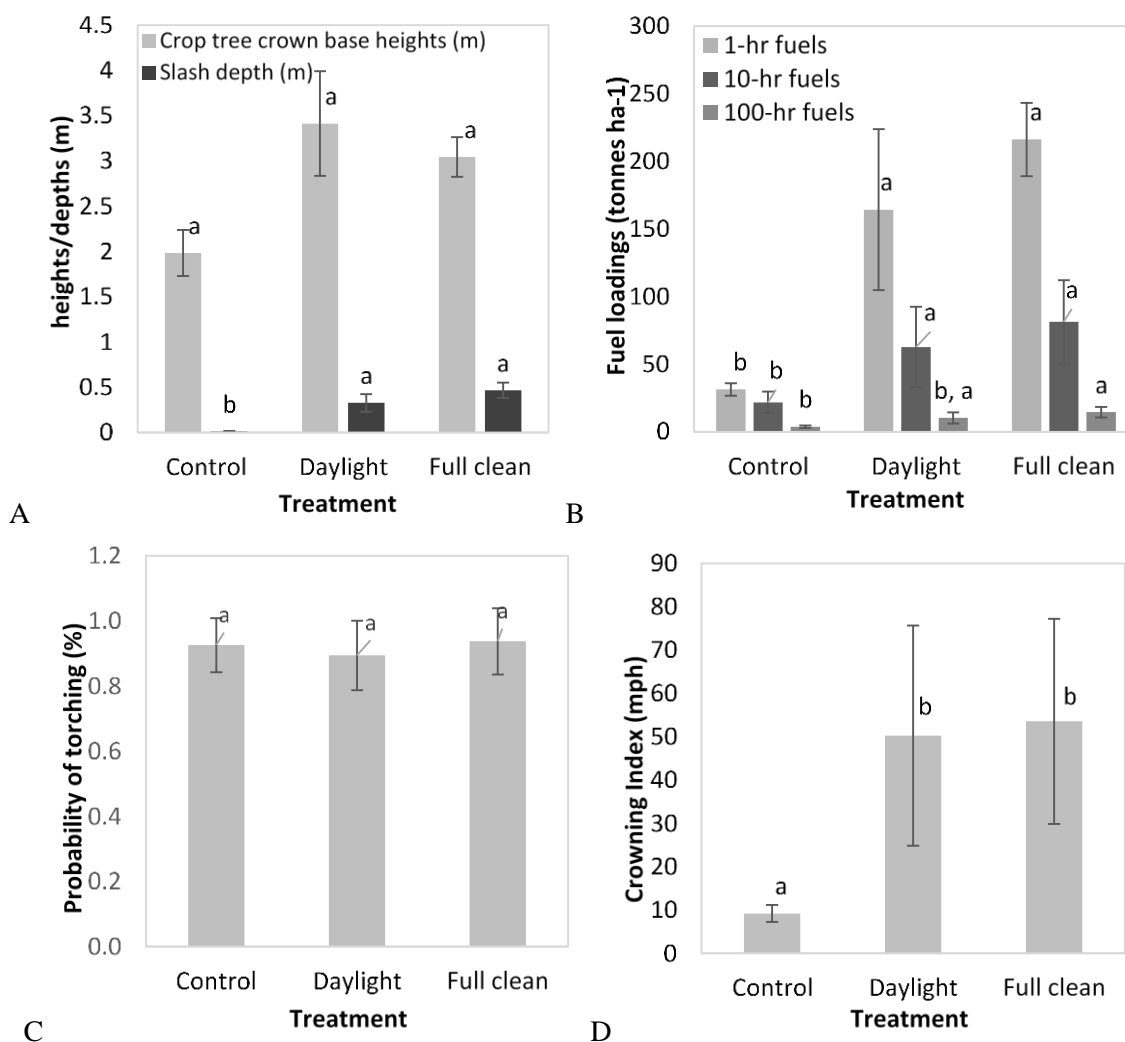 4.5
4
3.5
3
2.5
2
1.5
1
0.5
0
heights/depths (m)
Crop tree crown base heights (m)
Slash depth (m)
a
b
a
a
a
a
Control Daylight Full clean
Treatment
A
300
250
200
150
100
50
0
Fuel loadings (tonnes ha-1)
1-hr fuels
10-hr fuels
100-hr fuels
b
b
b
a
a
b, a
a
a
a
Control Daylight Full clean
Treatment
B
1.2
1.0
0.8
0.6
0.4
0.2
0.0
Probability of torching (%)
a
a
a
Control Daylight Full clean
Treatment
C
90
80
70
60
50
40
30
20
10
0
Crowning Index (mph)
a
b
b
Control Daylight Full clean
Treatment
D